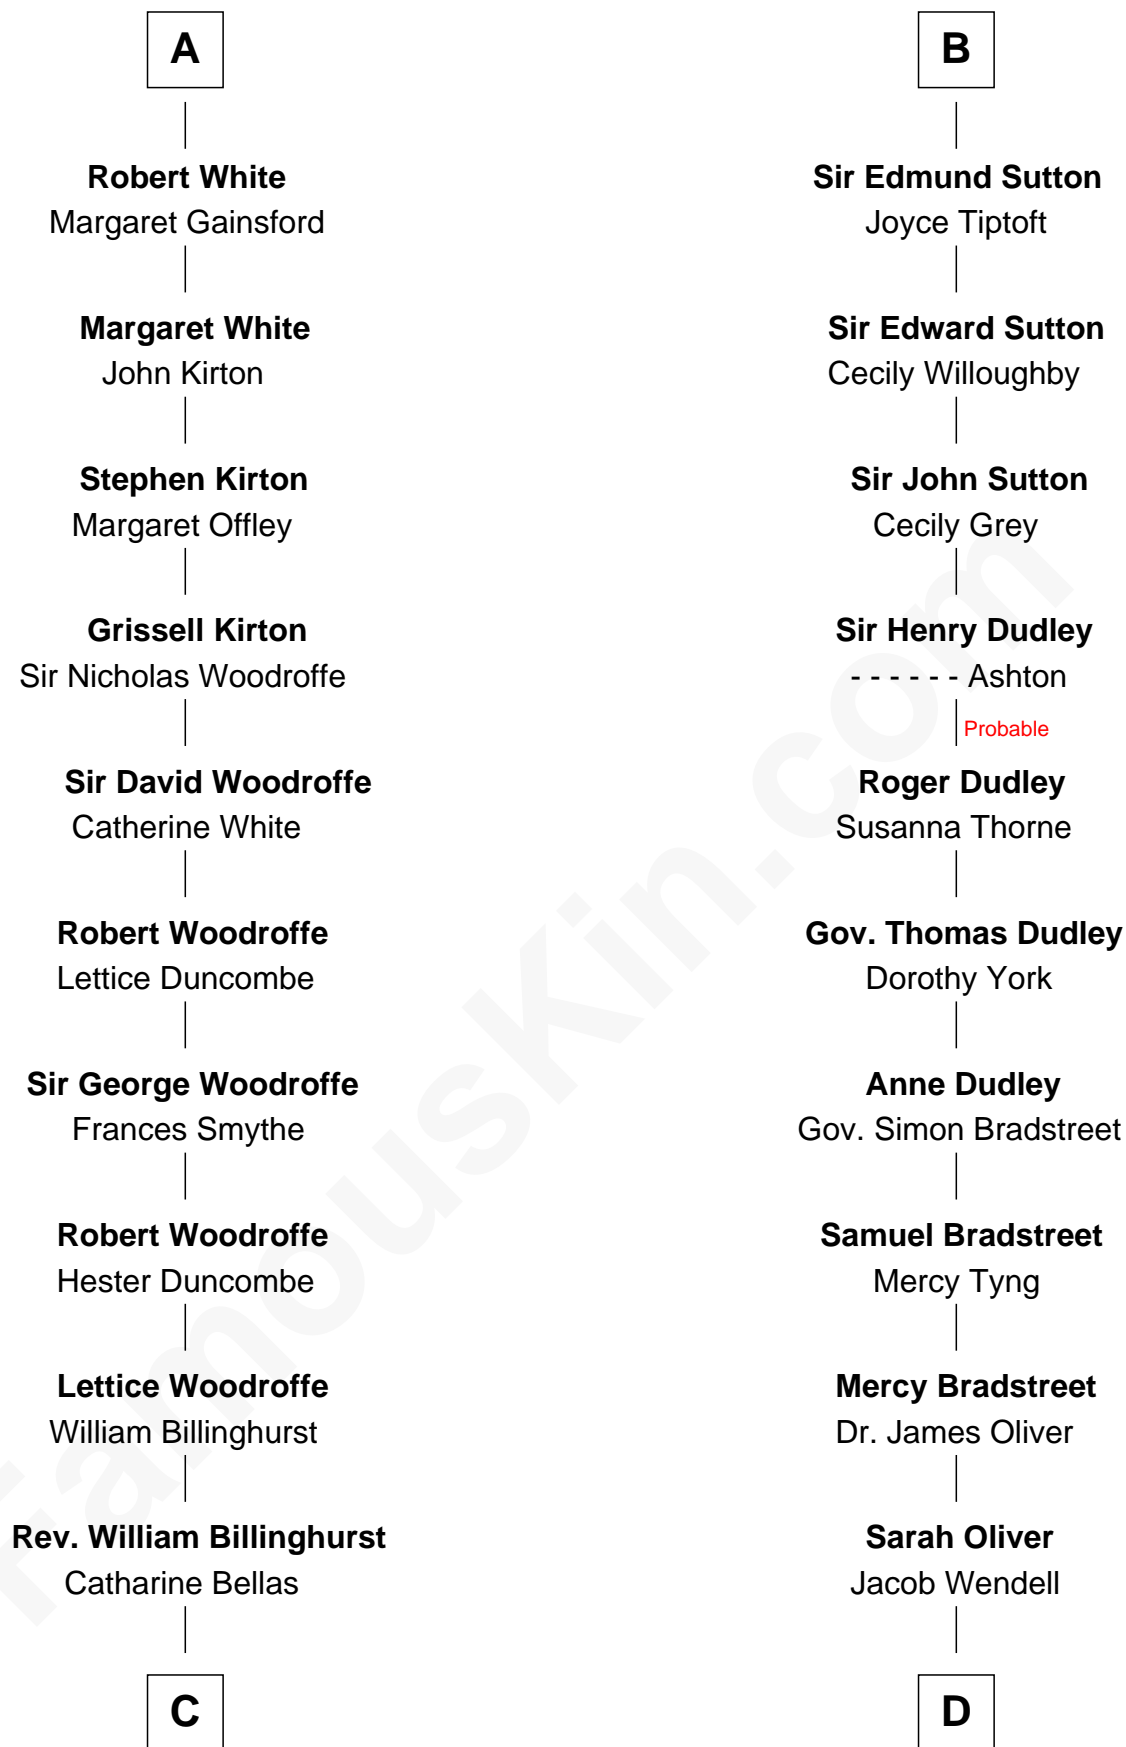 A
Robert White
Margaret Gainsford
Margaret White
John Kirton
Stephen Kirton
Margaret Offley
Grissell Kirton
Sir Nicholas Woodroffe
Sir David Woodroffe
Catherine White
Robert Woodroffe
Lettice Duncombe
Sir George Woodroffe
Frances Smythe
Robert Woodroffe
Hester Duncombe
Lettice Woodroffe
William Billinghurst
Rev. William Billinghurst
Catharine Bellas
C
B
Sir Edmund Sutton
Joyce Tiptoft
Sir Edward Sutton
Cecily Willoughby
Sir John Sutton
Cecily Grey
Sir Henry Dudley
- - - - - - Ashton
Probable
Roger Dudley
Susanna Thorne
Gov. Thomas Dudley
Dorothy York
Anne Dudley
Gov. Simon Bradstreet
Samuel Bradstreet
Mercy Tyng
Mercy Bradstreet
Dr. James Oliver
Sarah Oliver
Jacob Wendell
D
FamousKin.com